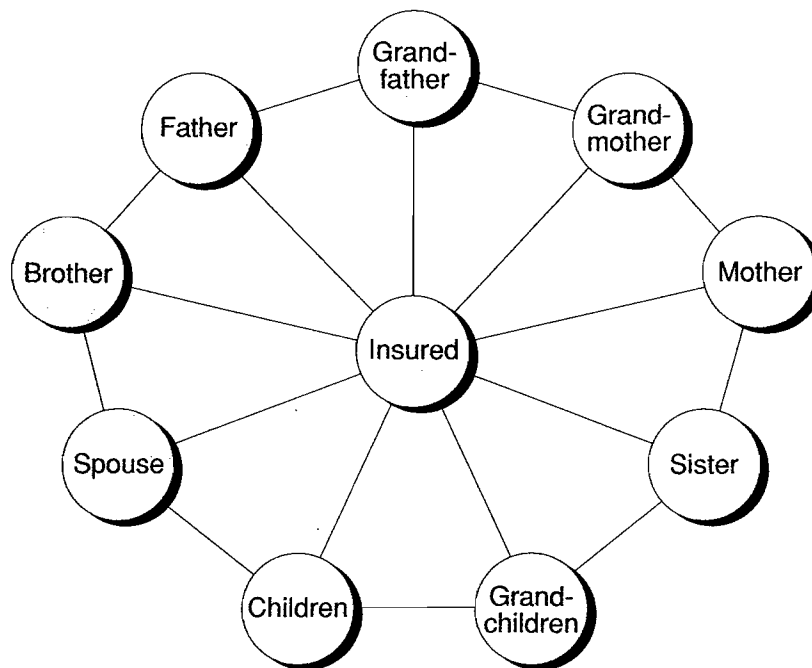 Grand-
father
Father
Grand-
mother
Brother
Mother
Insured
Spouse
Sister
Children
Grand-
children